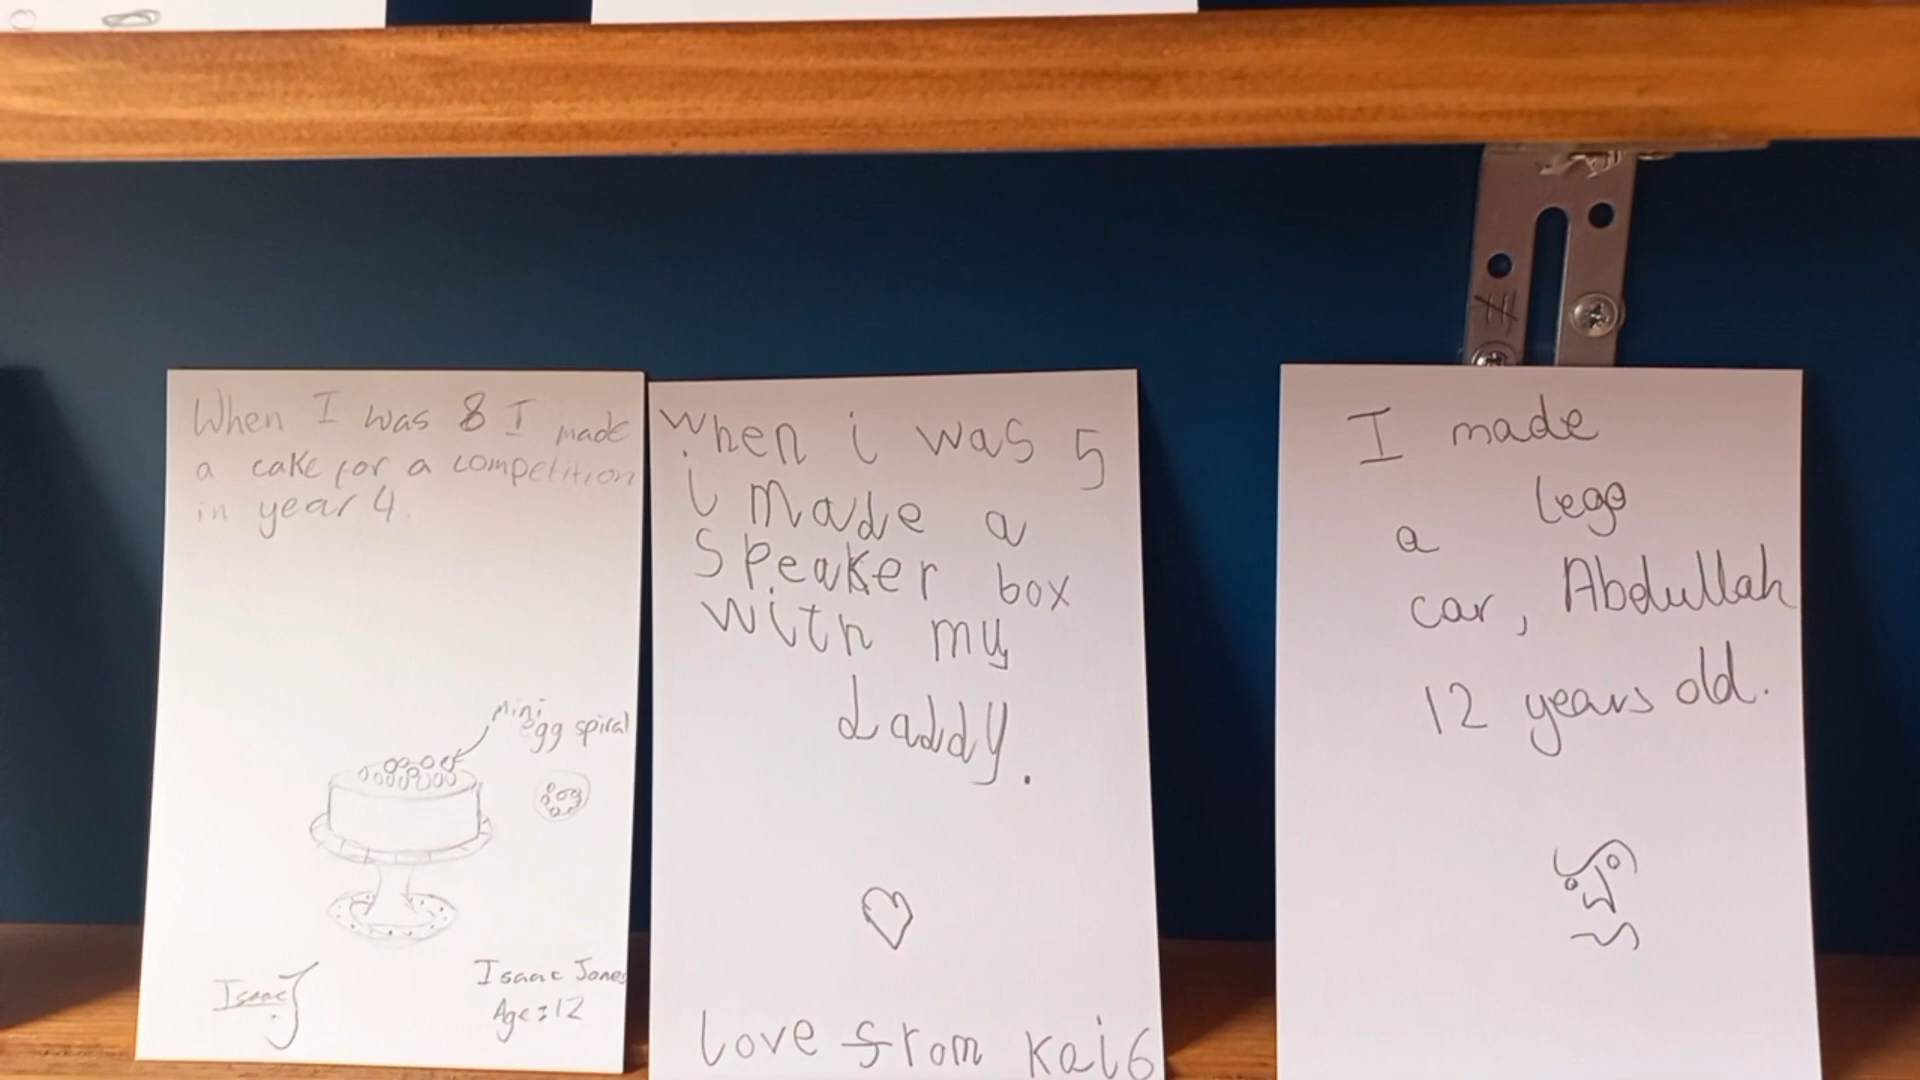 When I was 8 I made
a cake for a competition
in year 4.
Mini
egg spiral
Isaac J
Isaac Jones
Age: 12
when i was 5
i made a
speaker box
with my
daddy.
love from Kai 6
I made
lego
a
car, Abdullah
12 years old.